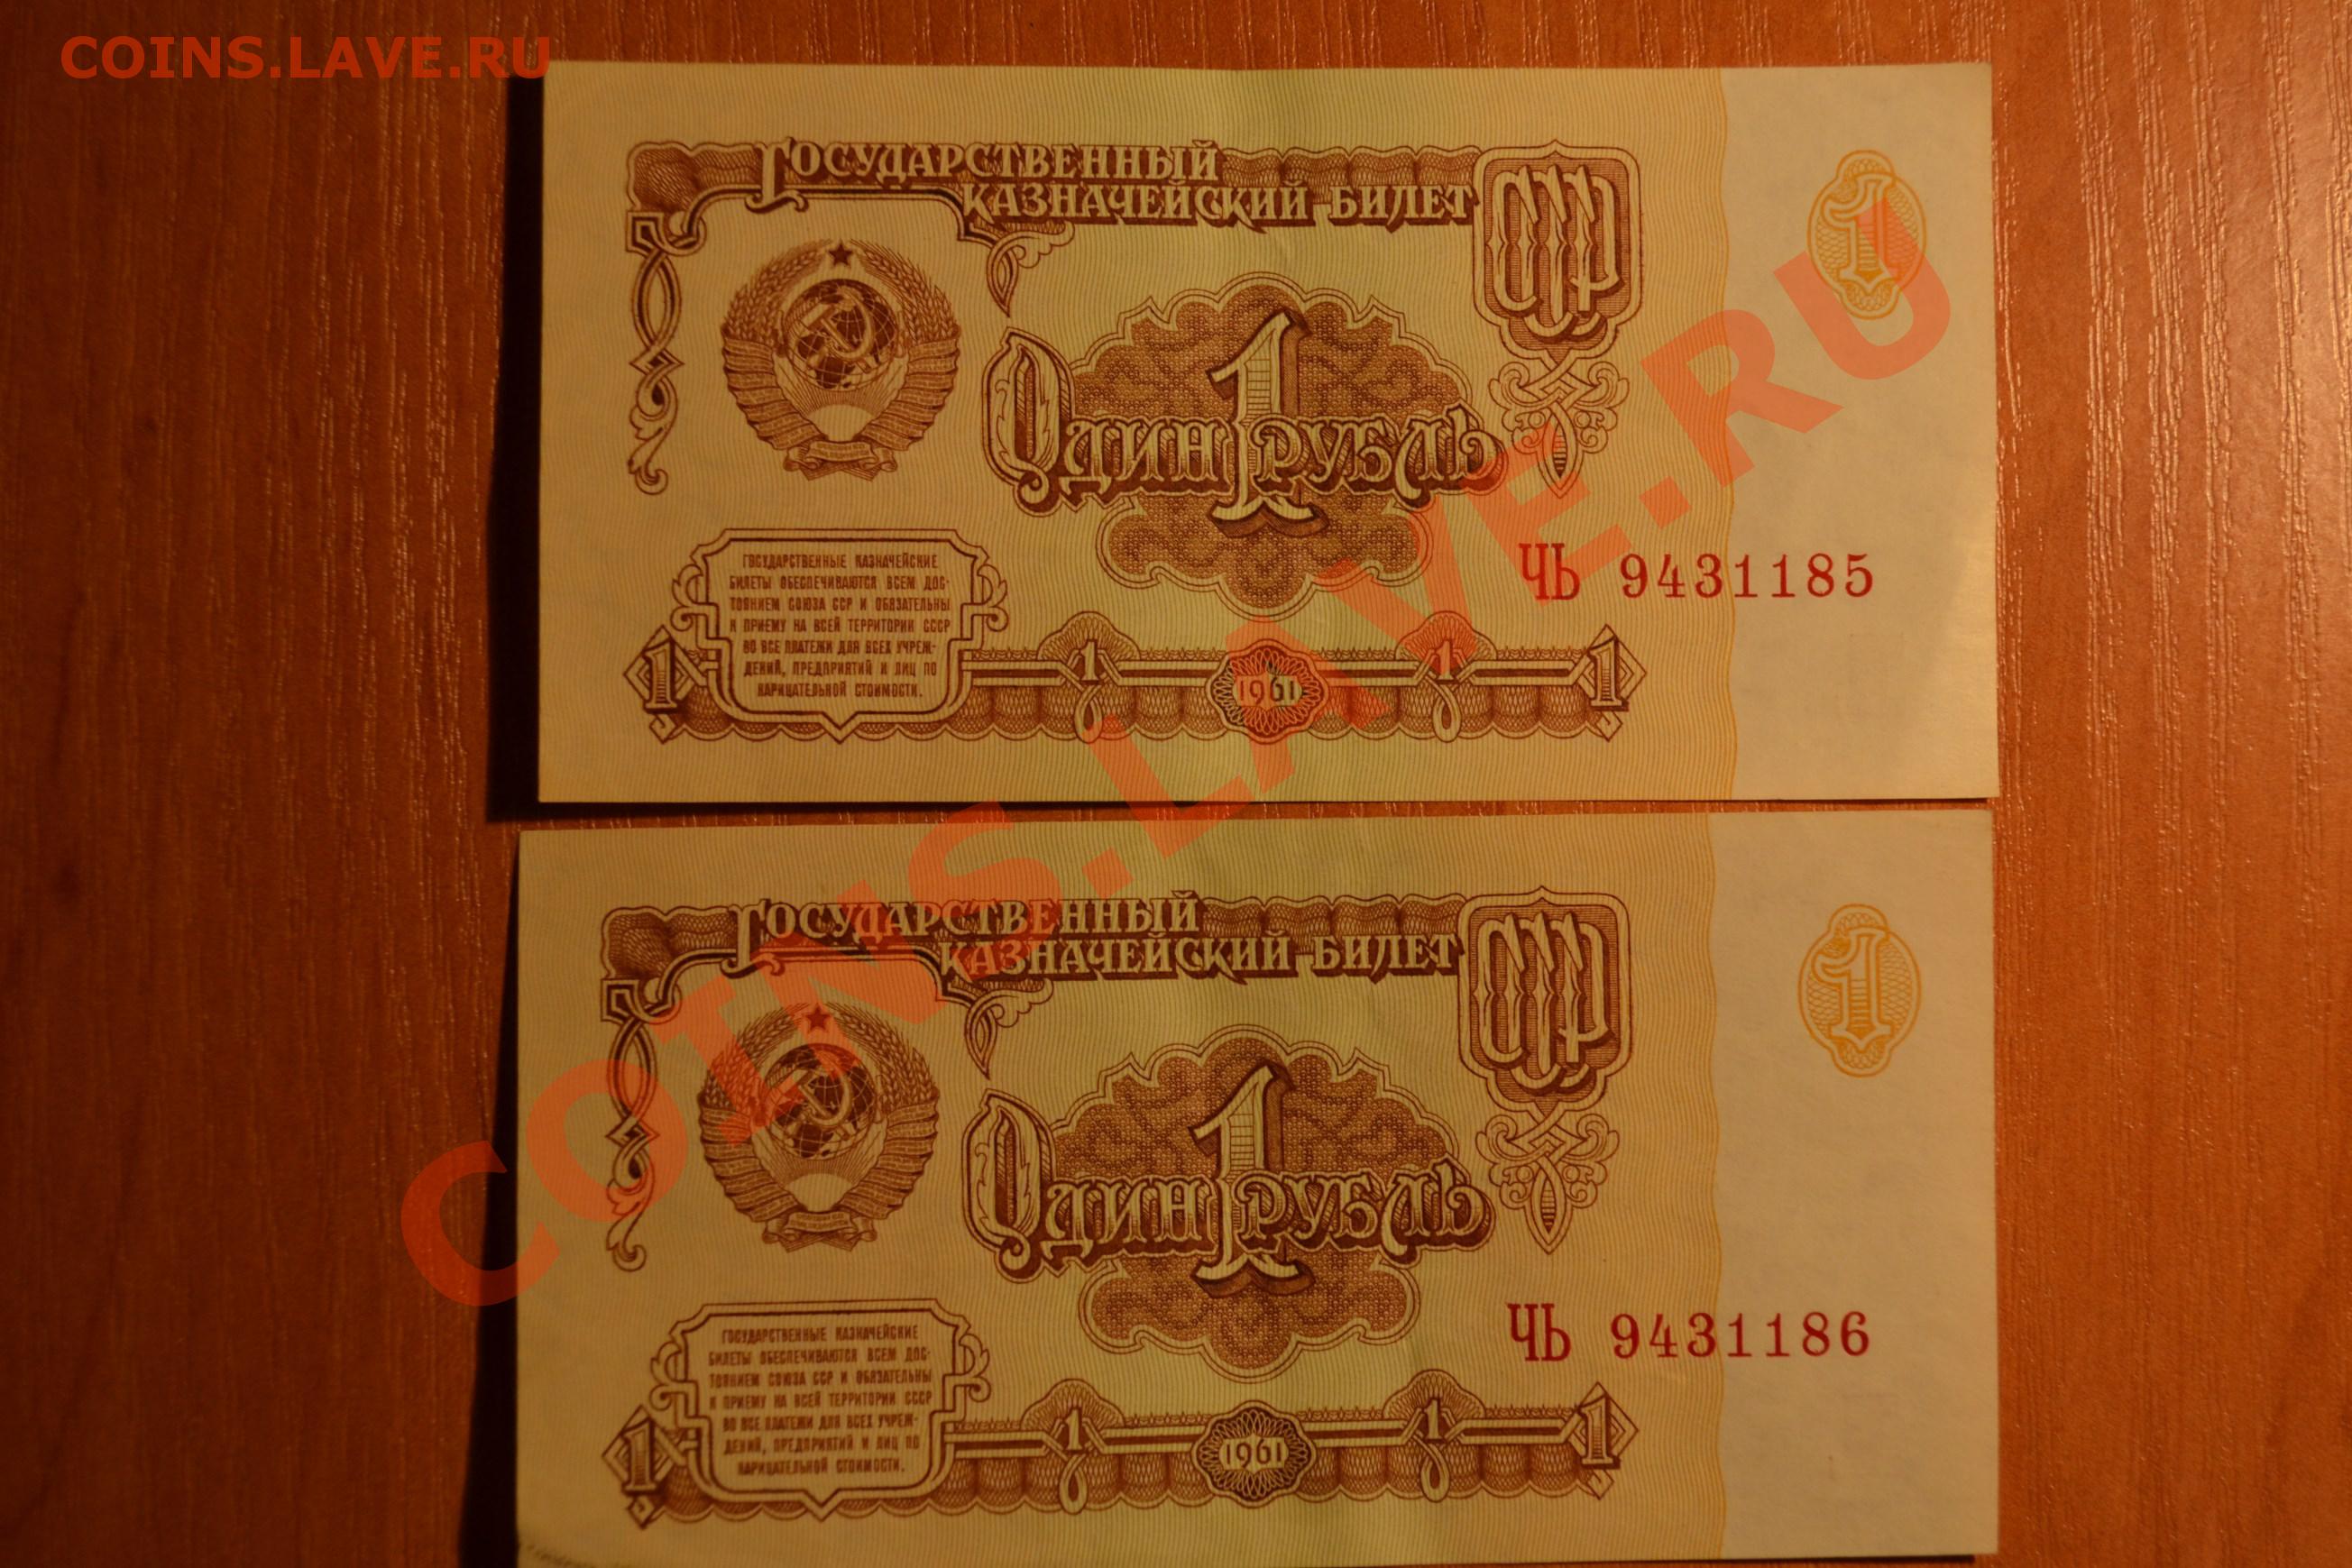 COINS.LAVE.RU
ГОСУДАРСТВЕННЫЙ
КАЗНАЧЕЙСКИЙ БИЛЕТ
СССР
1
1
ОДИН РУБЛЬ
ЧЬ 9431185
ГОСУДАРСТВЕННЫЕ КАЗНАЧЕЙСКИЕ
БИЛЕТЫ ОБЕСПЕЧИВАЮТСЯ ВСЕМ ДОС-
ТОЯНИЕМ СОЮЗА ССР И ОБЯЗАТЕЛЬНЫ
К ПРИЕМУ НА ВСЕЙ ТЕРРИТОРИИ СССР
ВО ВСЕ ПЛАТЕЖИ ДЛЯ ВСЕХ УЧРЕЖ-
ДЕНИЙ, ПРЕДПРИЯТИЙ И ЛИЦ ПО
НАРИЦАТЕЛЬНОЙ СТОИМОСТИ.
1 1 1961 1 1
COINS.LAVE.RU
ГОСУДАРСТВЕННЫЙ
КАЗНАЧЕЙСКИЙ БИЛЕТ
СССР
1
1
ОДИН РУБЛЬ
ЧЬ 9431186
ГОСУДАРСТВЕННЫЕ КАЗНАЧЕЙСКИЕ
БИЛЕТЫ ОБЕСПЕЧИВАЮТСЯ ВСЕМ ДОС-
ТОЯНИЕМ СОЮЗА ССР И ОБЯЗАТЕЛЬНЫ
К ПРИЕМУ НА ВСЕЙ ТЕРРИТОРИИ СССР
ВО ВСЕ ПЛАТЕЖИ ДЛЯ ВСЕХ УЧРЕЖ-
ДЕНИЙ, ПРЕДПРИЯТИЙ И ЛИЦ ПО
НАРИЦАТЕЛЬНОЙ СТОИМОСТИ.
1 1 1961 1 1